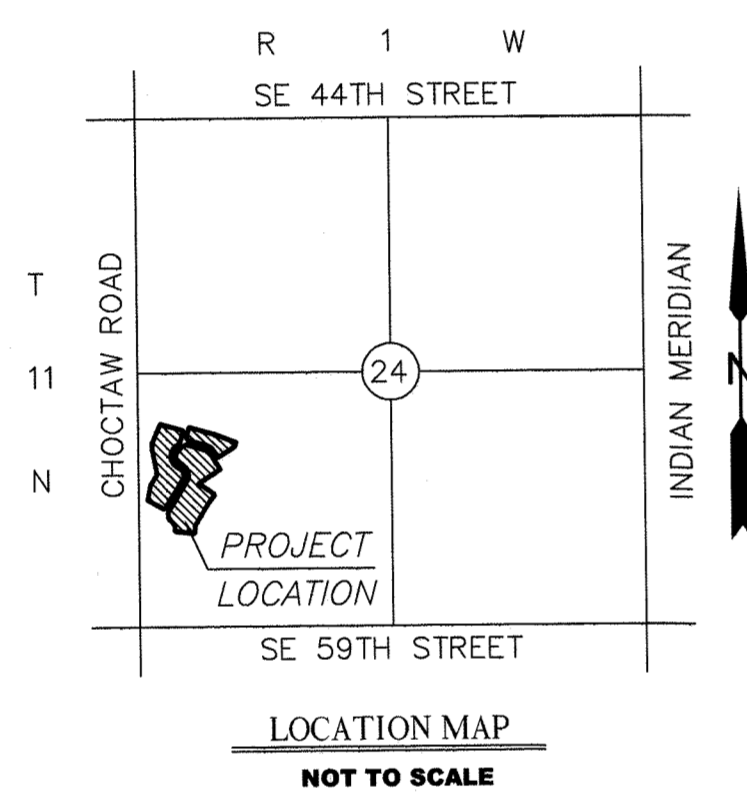 R 1 W
SE 44TH STREET
T
11
N
CHOCTAW ROAD
24
INDIAN MERIDIAN
N
PROJECT
LOCATION
SE 59TH STREET
LOCATION MAP
NOT TO SCALE